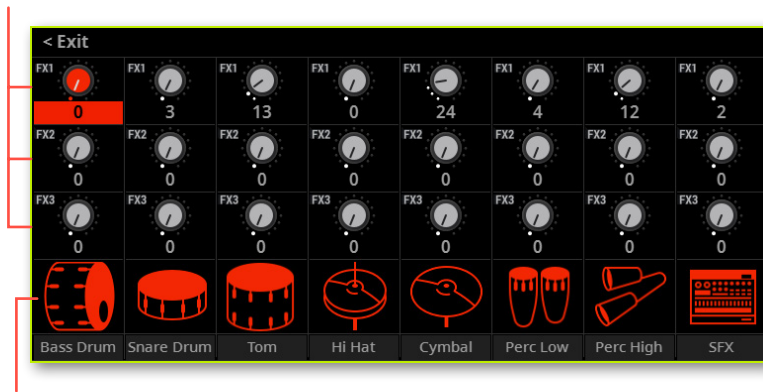 < Exit
FX1 FX1 FX1 FX1 FX1 FX1 FX1 FX1
0 3 13 0 24 4 12 2
FX2 FX2 FX2 FX2 FX2 FX2 FX2 FX2
0 0 0 0 0 0 0 0
FX3 FX3 FX3 FX3 FX3 FX3 FX3 FX3
0 0 0 0 0 0 0 0
Bass Drum Snare Drum Tom Hi Hat Cymbal Perc Low Perc High SFX